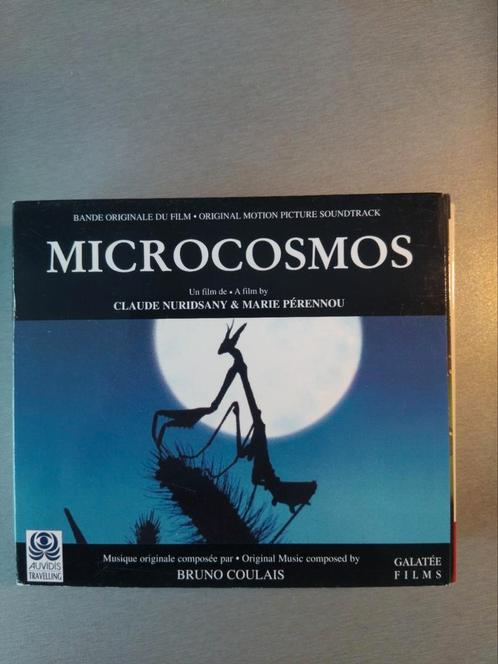 BANDE ORIGINALE DU FILM • ORIGINAL MOTION PICTURE SOUNDTRACK
MICROCOSMOS
Un film de • A film by
CLAUDE NURIDSANY & MARIE PÉRENNOU
AUVIDIS
TRAVELLING
Musique originale composée par • Original Music composed by
BRUNO COULAIS
GALATÉE
FILMS